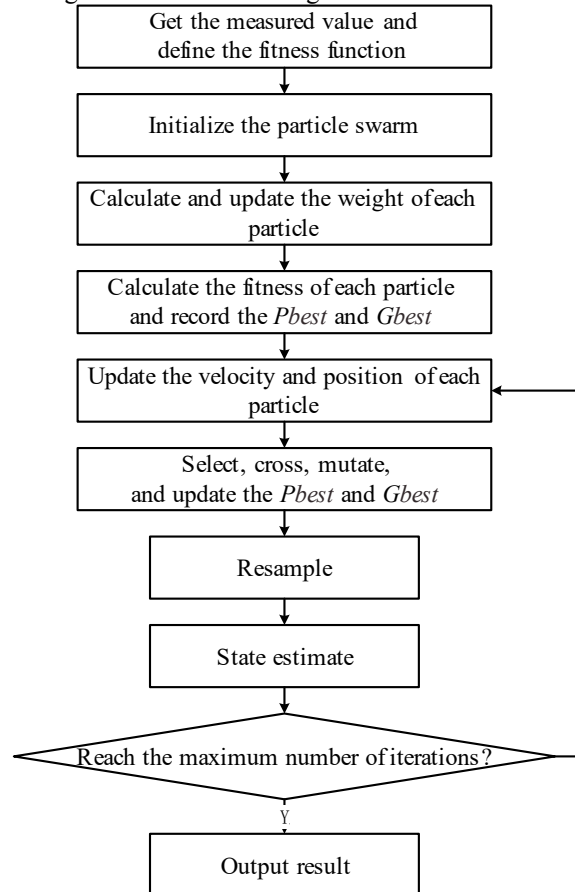 Get the measured value and
define the fitness function
Initialize the particle swarm
Calculate and update the weight of each
particle
Calculate the fitness of each particle
and record the Pbest and Gbest
Update the velocity and position of each
particle
Select, cross, mutate,
and update the Pbest and Gbest
Resample
State estimate
Reach the maximum number of iterations?
Y
Output result